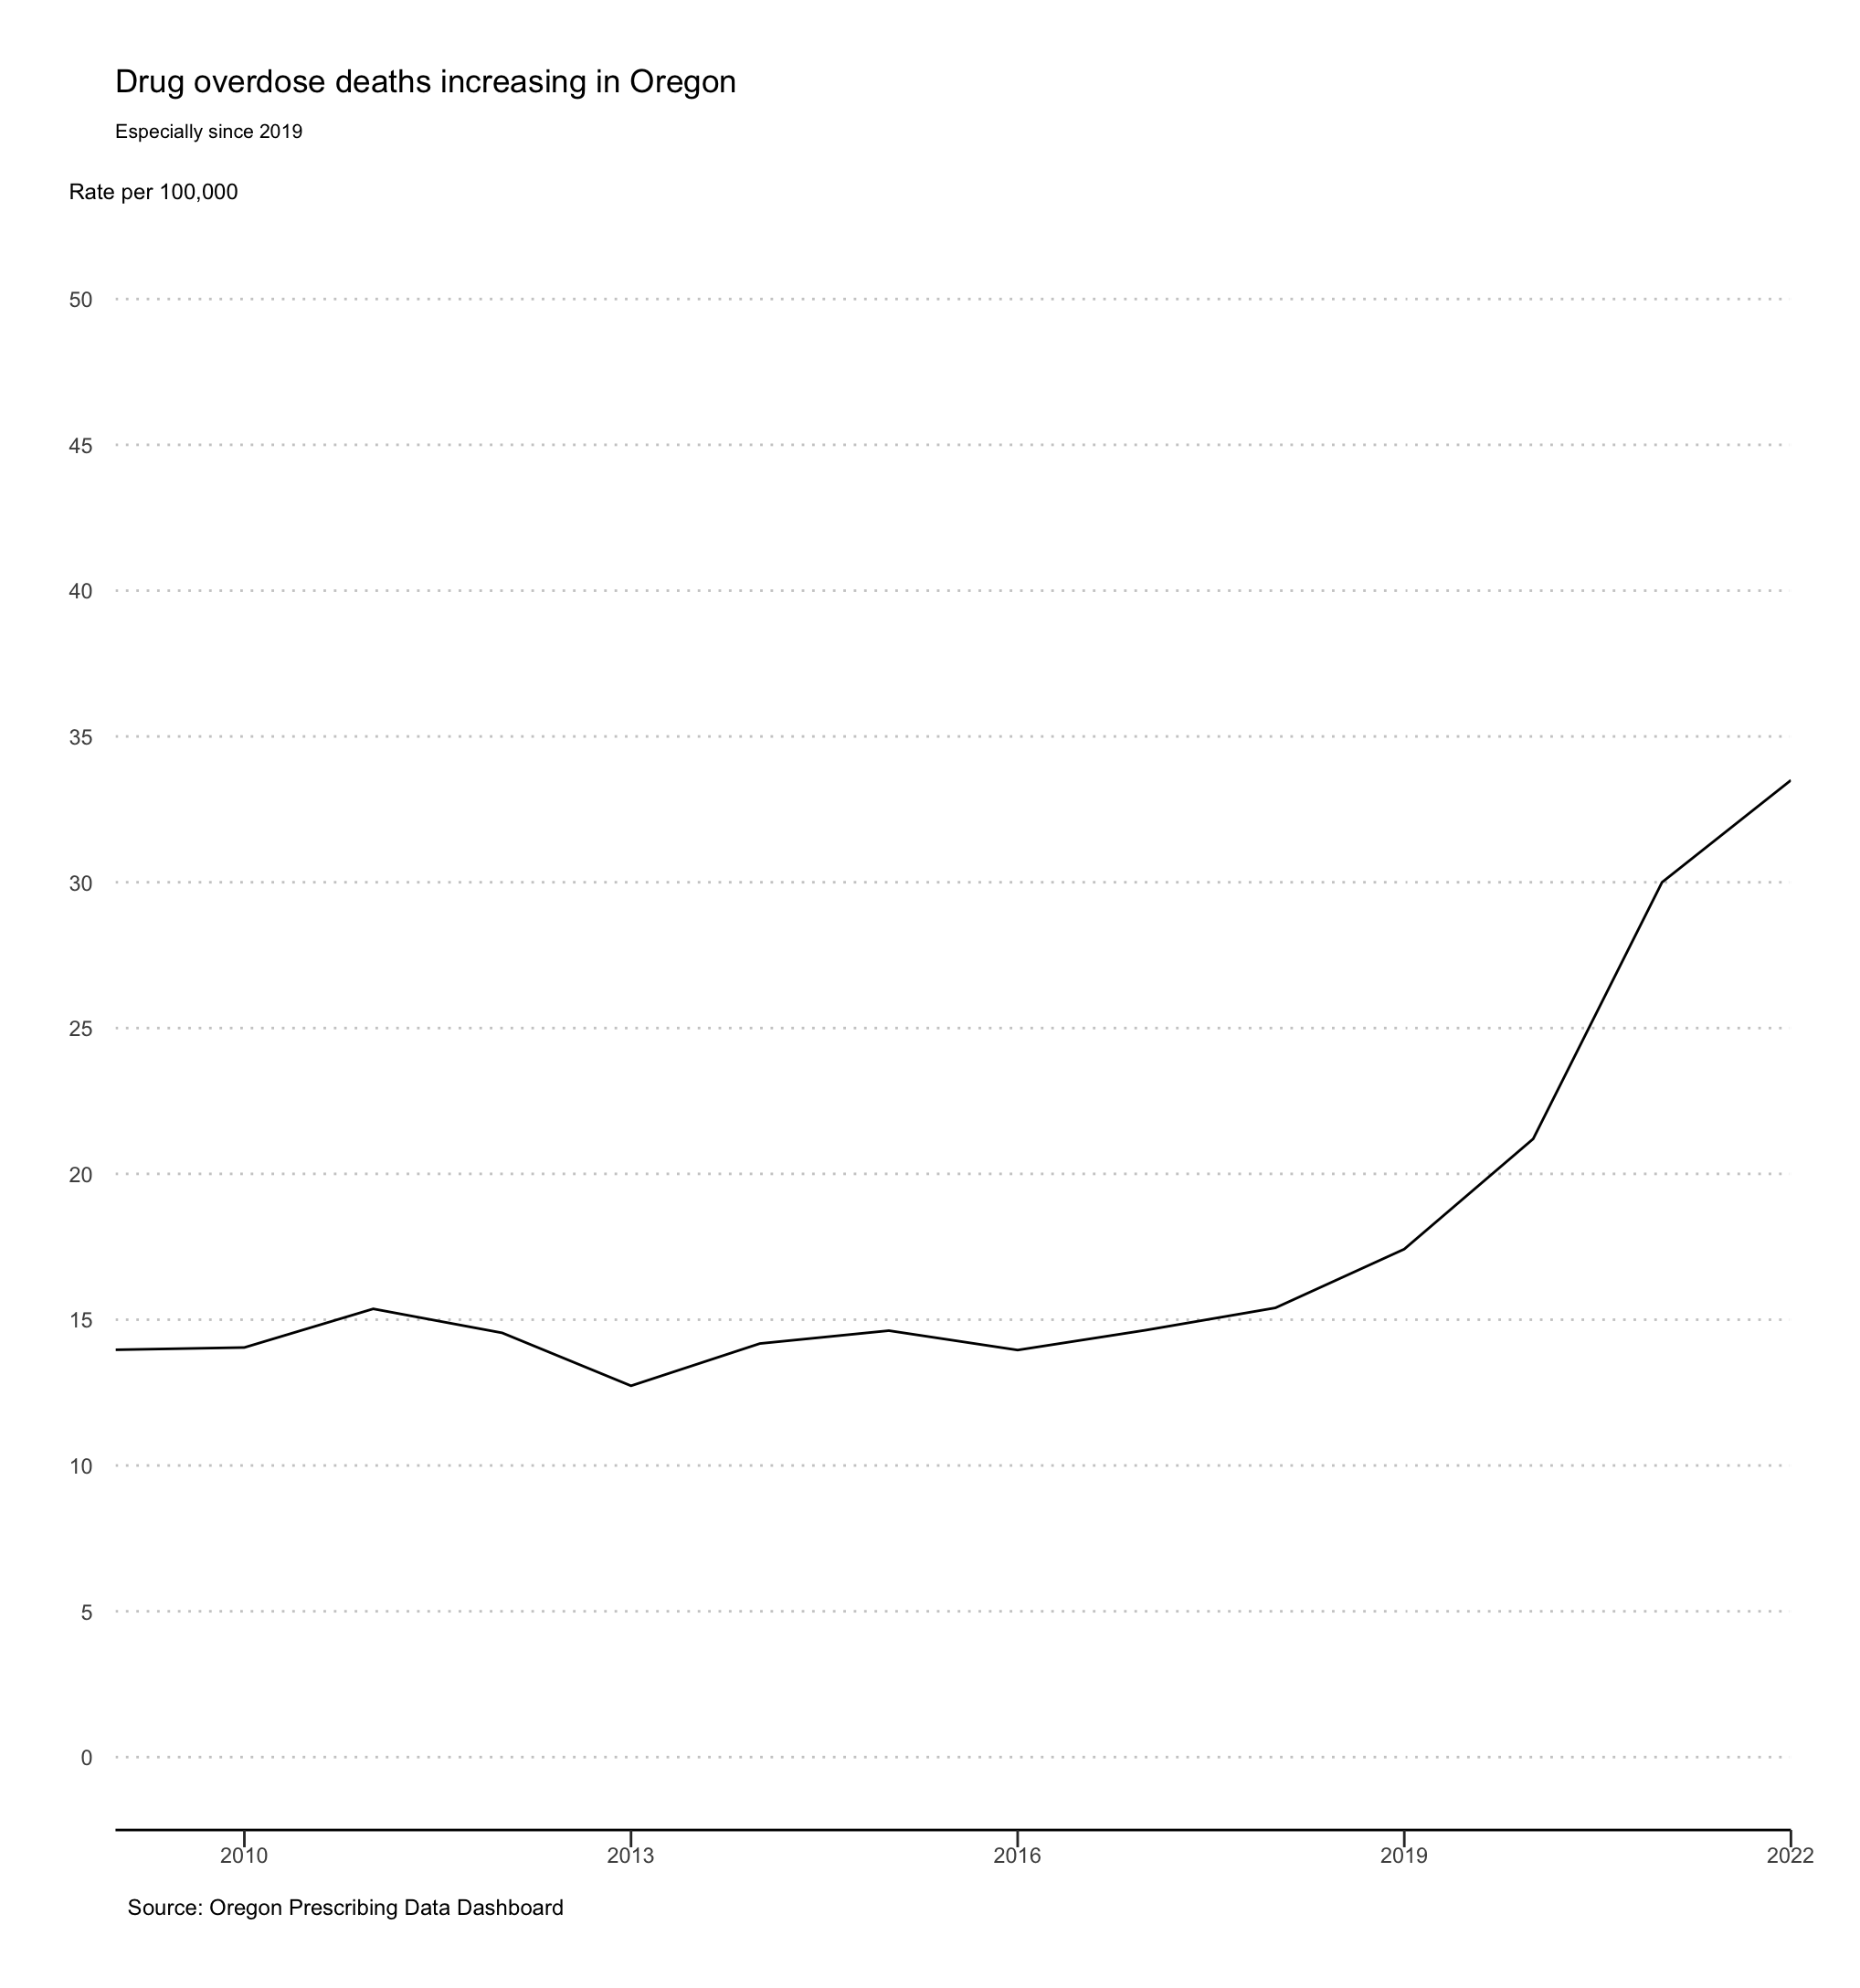 Drug overdose deaths increasing in Oregon
Especially since 2019
Rate per 100,000
50
45
40
35
30
25
20
15
10
5
0
2010 2013 2016 2019 2022
Source: Oregon Prescribing Data Dashboard